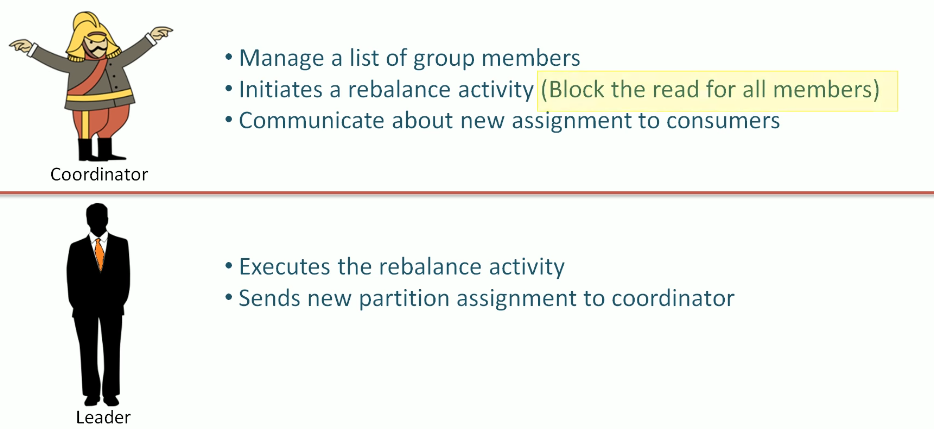 • Manage a list of group members
• Initiates a rebalance activity (Block the read for all members)
• Communicate about new assignment to consumers
Coordinator
• Executes the rebalance activity
• Sends new partition assignment to coordinator
Leader